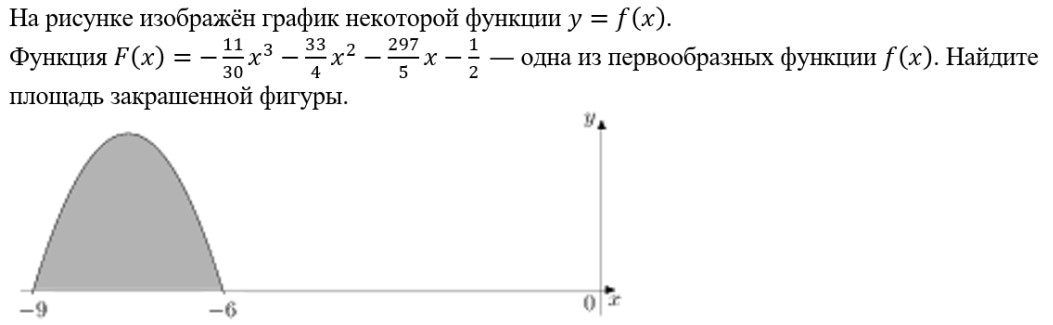 На рисунке изображён график некоторой функции y = f(x).
Функция F(x) = −11/30 x³ − 33/4 x² − 297/5 x − 1/2 — одна из первообразных функции f(x). Найдите
площадь закрашенной фигуры.
y
−9 −6 0 x